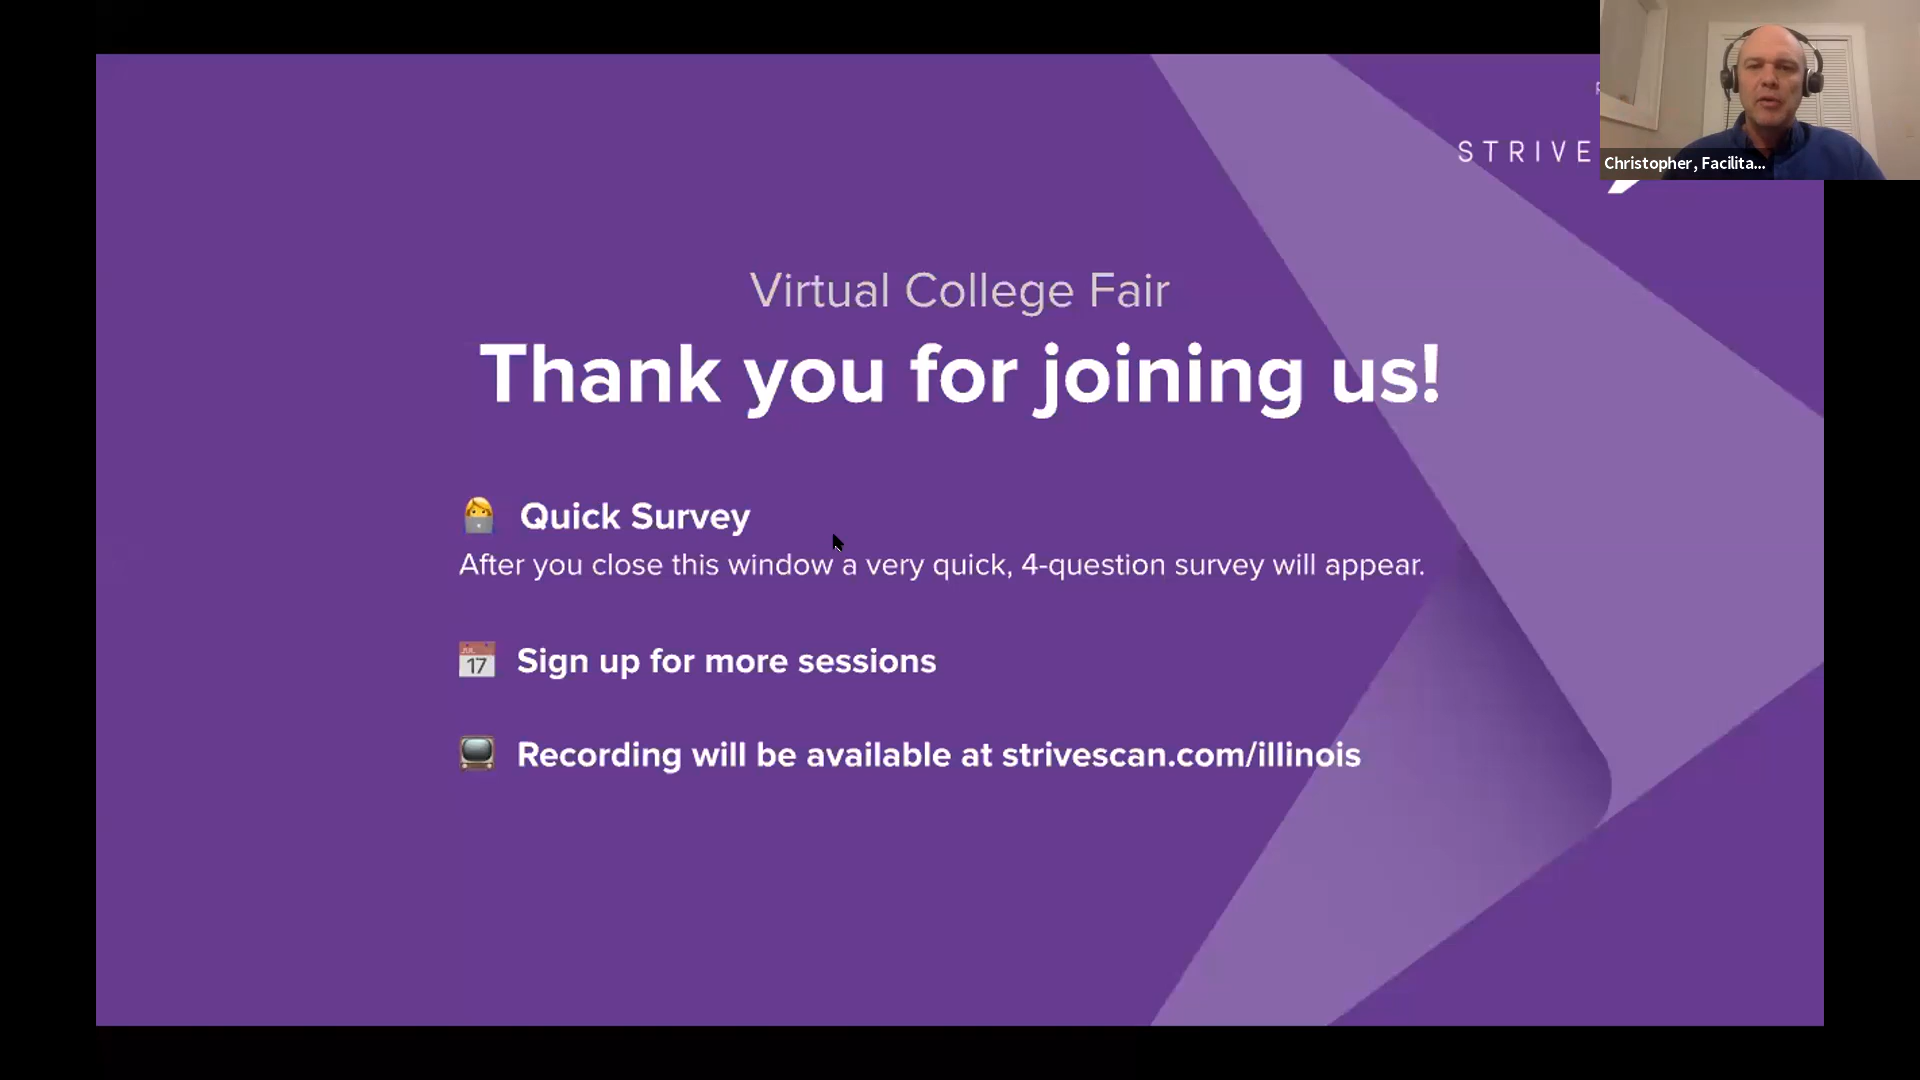 STRIVE
Christopher, Facilita...
Virtual College Fair
Thank you for joining us!
Quick Survey
After you close this window a very quick, 4-question survey will appear.
JUL
17
Sign up for more sessions
Recording will be available at strivescan.com/illinois